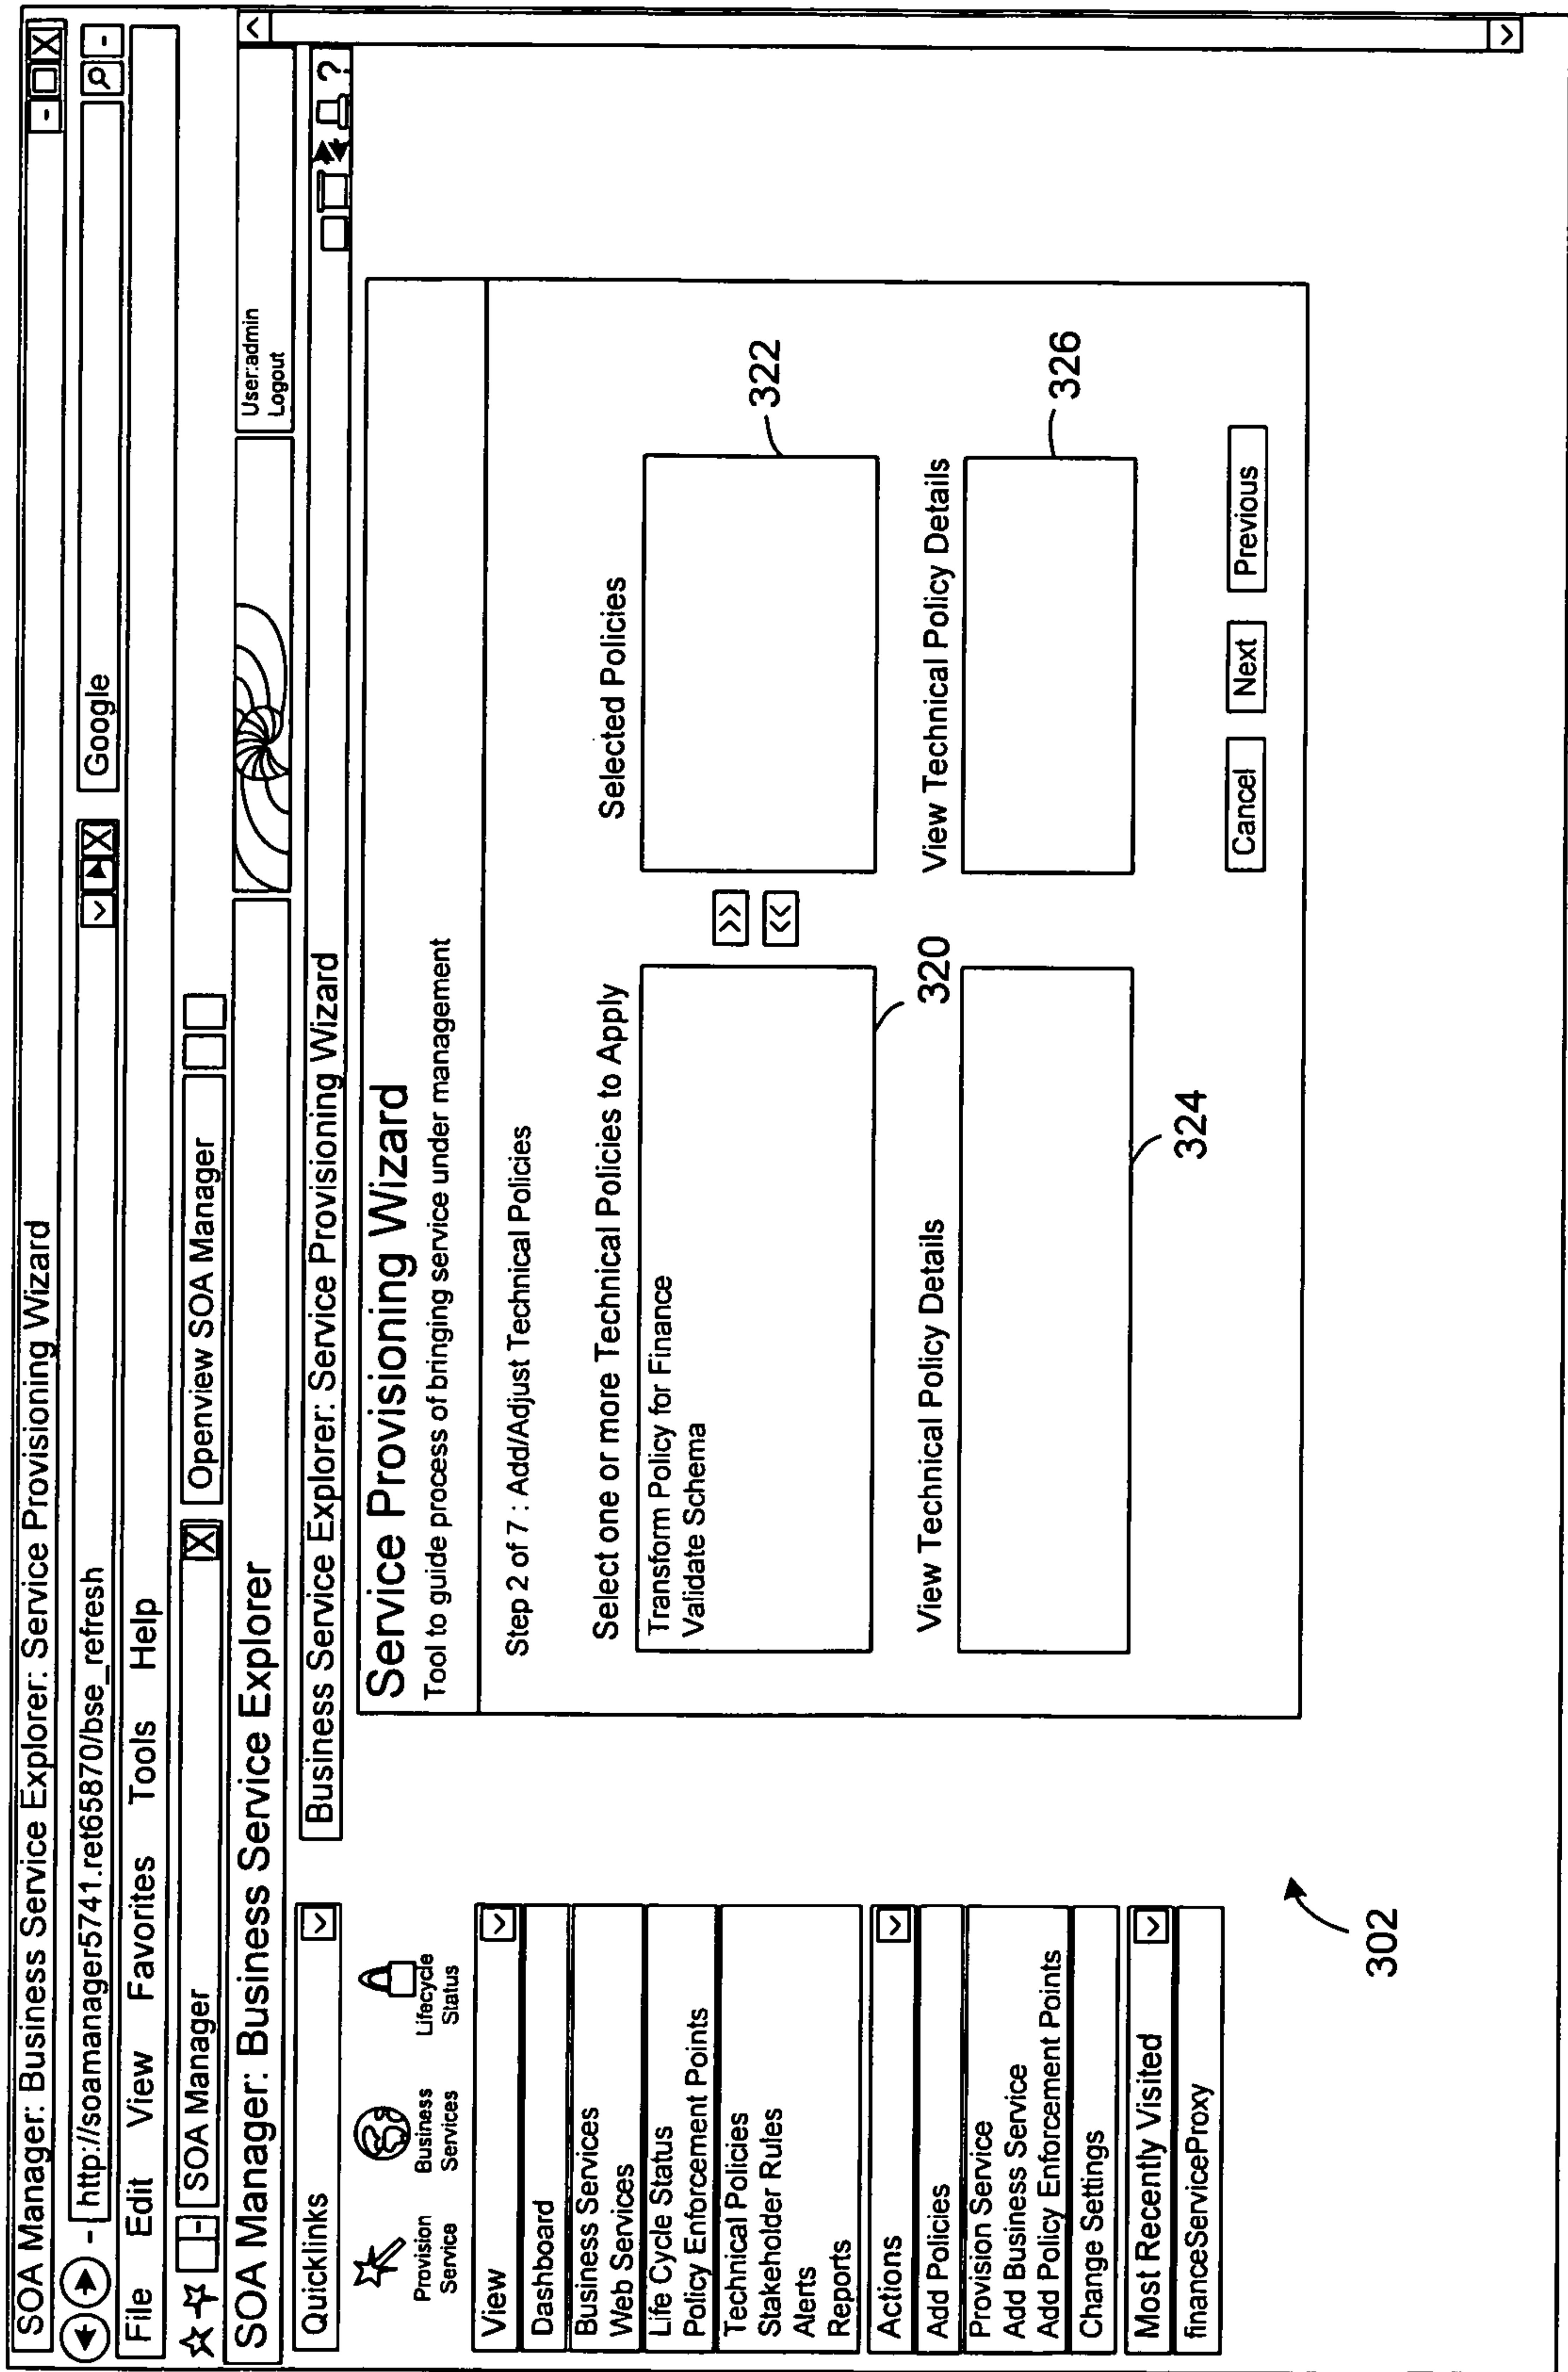 SOA Manager: Business Service Explorer: Service Provisioning Wizard
http://soamanager5741.ret65870/bse_refresh
Google
File Edit View Favorites Tools Help
SOA Manager
Openview SOA Manager
SOA Manager: Business Service Explorer
User:admin
Logout
Quicklinks
Business Service Explorer: Service Provisioning Wizard
?
Provision Service
Business Services
Lifecycle Status
View
Dashboard
Business Services
Web Services
Life Cycle Status
Policy Enforcement Points
Technical Policies
Stakeholder Rules
Alerts
Reports
Actions
Add Policies
Provision Service
Add Business Service
Add Policy Enforcement Points
Change Settings
Most Recently Visited
financeServiceProxy
Service Provisioning Wizard
Tool to guide process of bringing service under management
Step 2 of 7 : Add/Adjust Technical Policies
Select one or more Technical Policies to Apply
Transform Policy for Finance
Validate Schema
>>
<<
Selected Policies
322
320
View Technical Policy Details
View Technical Policy Details
326
324
Cancel
Next
Previous
302